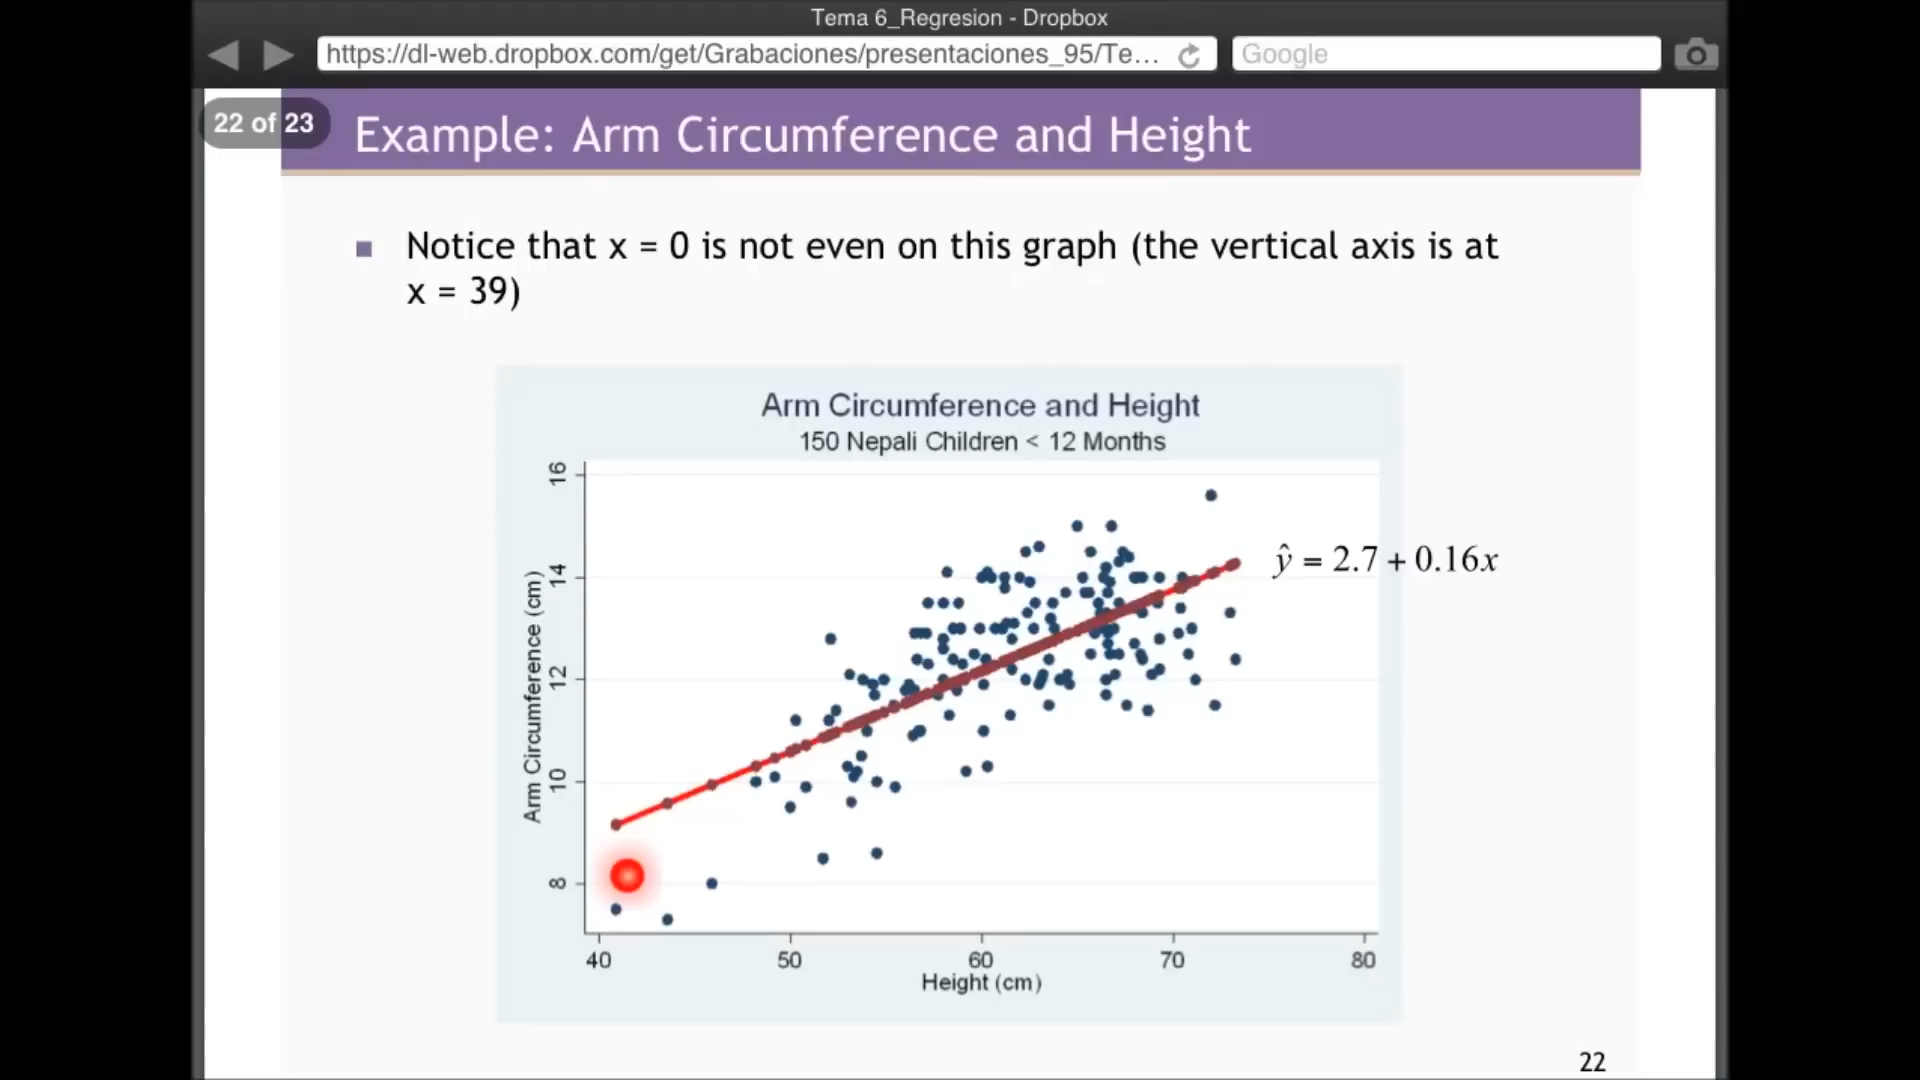 Tema 6_Regresion - Dropbox
https://dl-web.dropbox.com/get/Grabaciones/presentaciones_95/Te...
Google
22 of 23
Example: Arm Circumference and Height
Notice that x = 0 is not even on this graph (the vertical axis is at
x = 39)
Arm Circumference and Height
150 Nepali Children < 12 Months
16
14
12
10
8
Arm Circumference (cm)
ŷ = 2.7 + 0.16x
40 50 60 70 80
Height (cm)
22